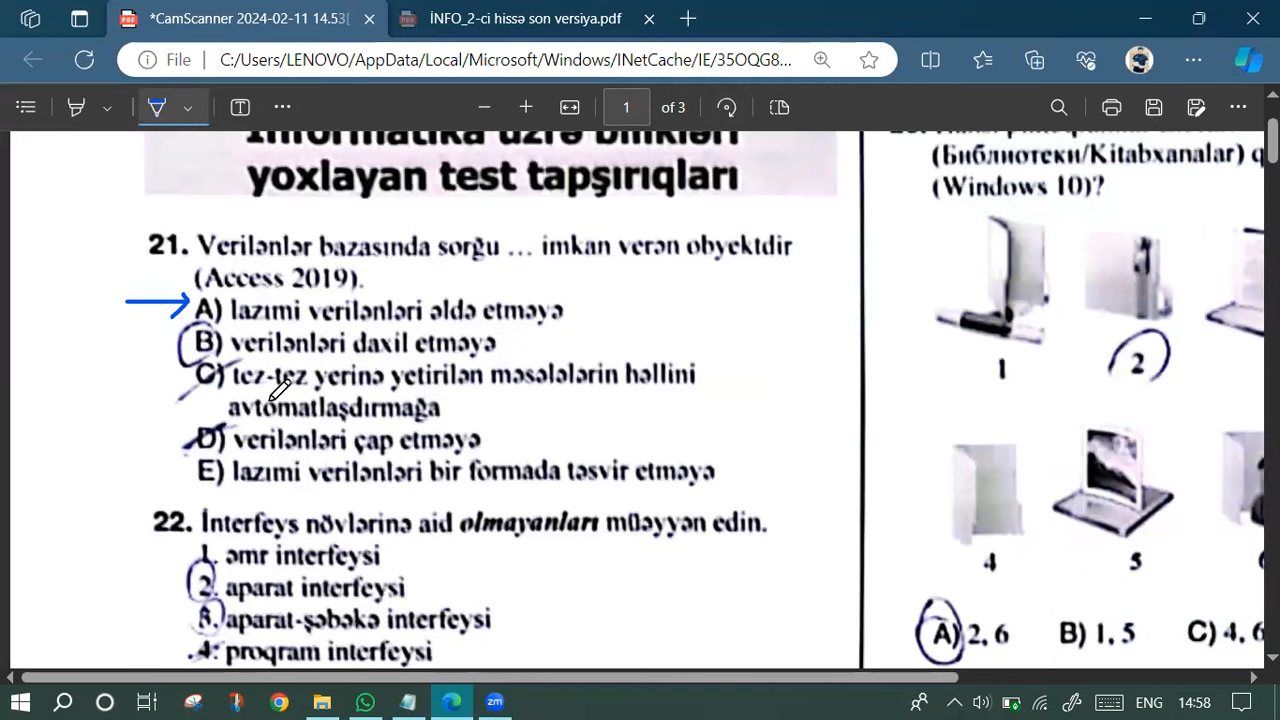 *CamScanner 2024-02-11 14.53[
İNFO_2-ci hissə son versiya.pdf
File
C:/Users/LENOVO/AppData/Local/Microsoft/Windows/INetCache/IE/35OQG8...
1 of 3
İnformatika üzrə bilikləri
yoxlayan test tapşırıqları
21. Verilənlər bazasında sorğu ... imkan verən obyektdir
(Access 2019).
A) lazımi verilənləri əldə etməyə
B) verilənləri daxil etməyə
C) tez-tez yerinə yetirilən məsələlərin həllini
avtomatlaşdırmağa
D) verilənləri çap etməyə
E) lazımi verilənləri bir formada təsvir etməyə
22. İnterfeys növlərinə aid olmayanları müəyyən edin.
1. əmr interfeysi
2. aparat interfeysi
3. aparat-şəbəkə interfeysi
4. proqram interfeysi
(Библиотеки/Kitabxanalar) q
(Windows 10)?
1
2
4
5
A) 2, 6 B) 1, 5 C) 4, 6
ENG
14:58